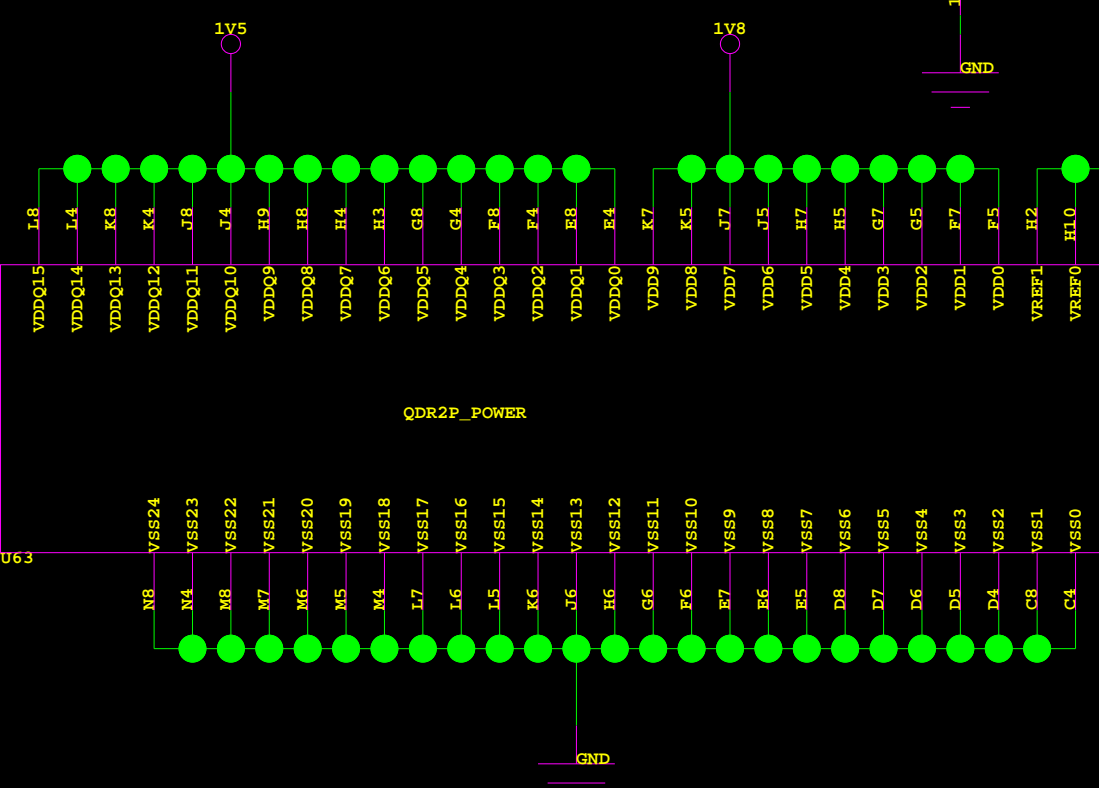 1V5
1V8
GND
L8 L4 K8 K4 J8 J4 H9 H8 H4 H3 G8 G4 F8 F4 E8 E4 K7 K5 J7 J5 H7 H5 G7 G5 F7 F5 H2 H10
VDDQ15 VDDQ14 VDDQ13 VDDQ12 VDDQ11 VDDQ10 VDDQ9 VDDQ8 VDDQ7 VDDQ6 VDDQ5 VDDQ4 VDDQ3 VDDQ2 VDDQ1 VDDQ0 VDD9 VDD8 VDD7 VDD6 VDD5 VDD4 VDD3 VDD2 VDD1 VDD0 VREF1 VREF0
QDR2P_POWER
VSS24 VSS23 VSS22 VSS21 VSS20 VSS19 VSS18 VSS17 VSS16 VSS15 VSS14 VSS13 VSS12 VSS11 VSS10 VSS9 VSS8 VSS7 VSS6 VSS5 VSS4 VSS3 VSS2 VSS1 VSS0
U63
N8 N4 M8 M7 M6 M5 M4 L7 L6 L5 K6 J6 H6 G6 F6 E7 E6 E5 D8 D7 D6 D5 D4 C8 C4
GND